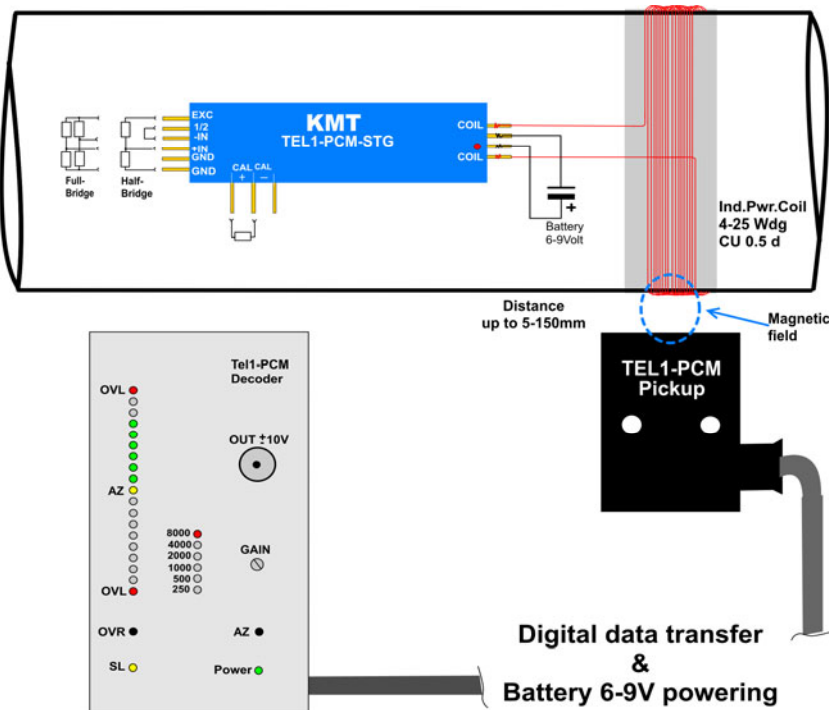 EXC
1/2
-IN
+IN
GND
GND
KMT
TEL1-PCM-STG
COIL
COIL
CAL CAL
+ –
Full-
Bridge
Half-
Bridge
+
Battery
6-9Volt
Ind.Pwr.Coil
4-25 Wdg
CU 0.5 d
Distance
up to 5-150mm
Magnetic
field
TEL1-PCM
Pickup
Tel1-PCM
Decoder
OVL
OUT ±10V
AZ
8000
4000
2000
1000
500
250
GAIN
OVL
OVR
AZ
SL
Power
Digital data transfer
&
Battery 6-9V powering